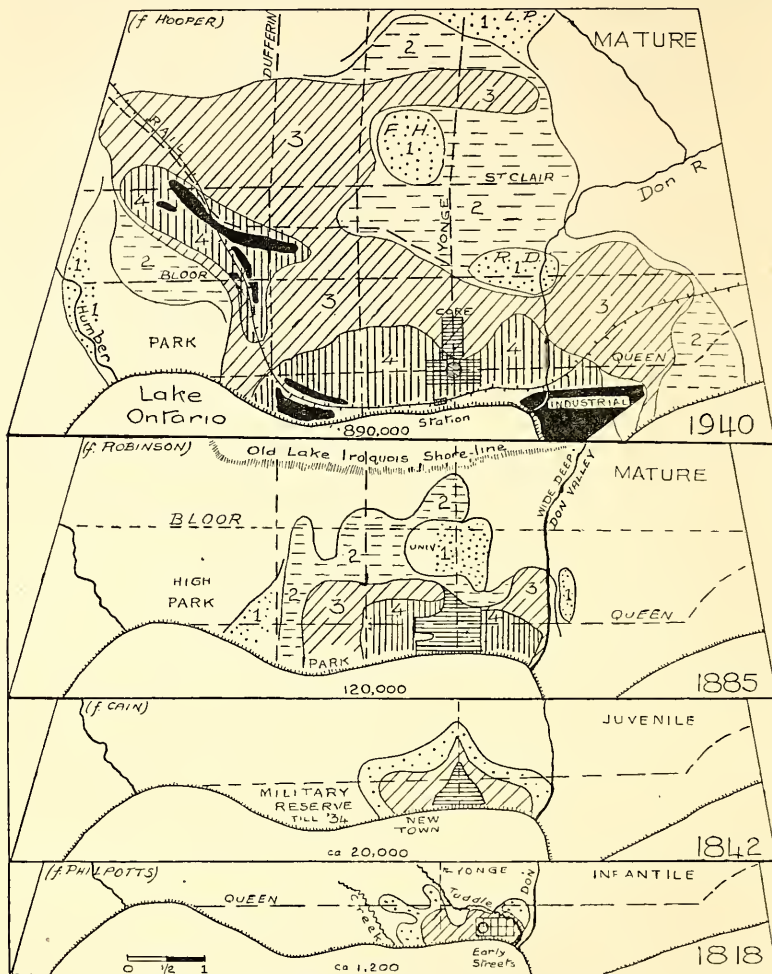 (f HOOPER)
DUFFERIN
1 L.P.
MATURE
2
3
3
RAIL
F.H.
1
ST CLAIR
Don R
4
YONGE
2
4
1
2
BLOOR
R.D.
1
1
3
3
Humber
CORE
PARK
4
4
QUEEN
2
Lake
Ontario
INDUSTRIAL
Station
890,000
1940
(f. ROBINSON)
Old Lake Iroquois Shore-line
WIDE DEEP.
DON VALLEY
MATURE
2
BLOOR
UNIV.
1
2
HIGH
PARK
2
3
4
4
3
1
1
QUEEN
PARK
120,000
1885
(f. CAIN)
JUVENILE
MILITARY
RESERVE
TILL '34
NEW
TOWN
ca 20,000
1842
(f. PHILPOTTS)
YONGE
DON
INFANTILE
QUEEN
Tuddle
Creek
Early
Streets
0 1/2 1
ca 1,200
1818